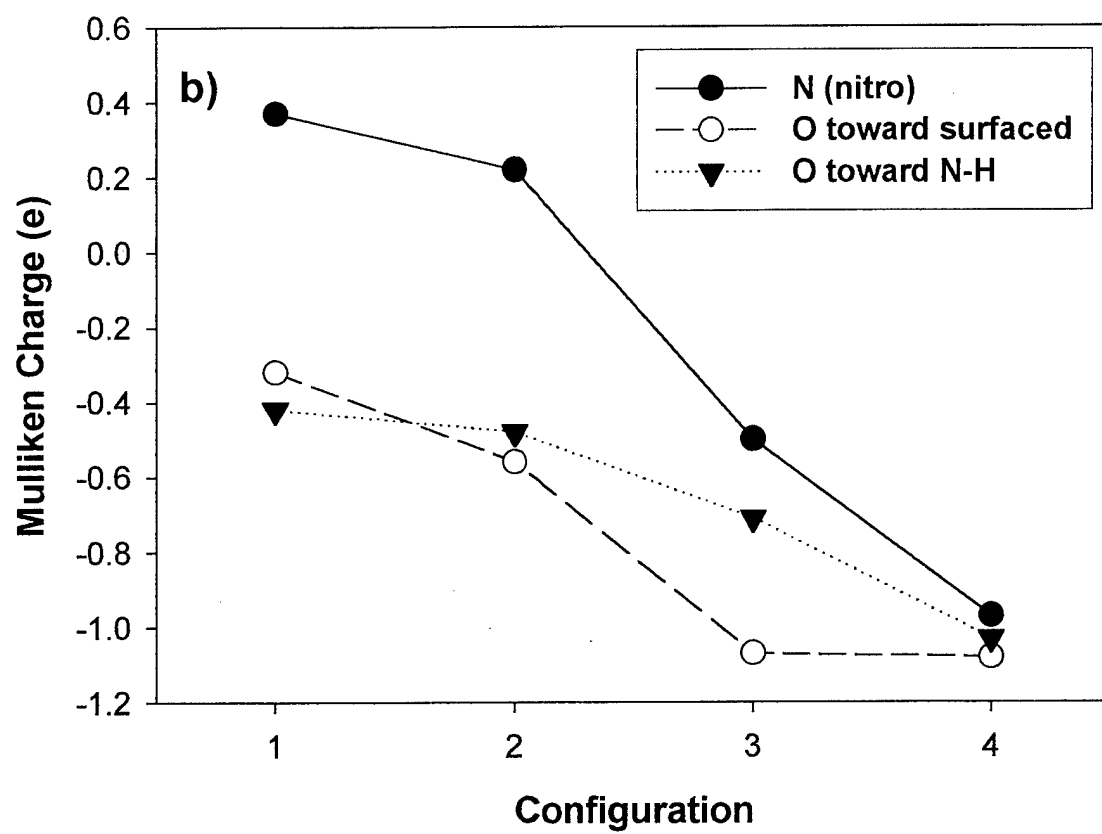 b)
N (nitro)
O toward surfaced
O toward N-H
0.6
0.4
0.2
0.0
-0.2
-0.4
-0.6
-0.8
-1.0
-1.2
Mulliken Charge (e)
1 2 3 4
Configuration